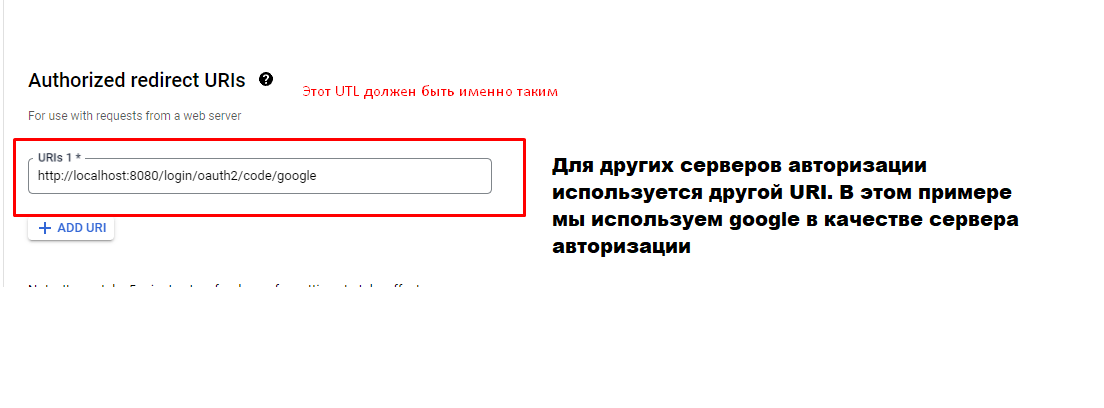 Authorized redirect URIs
Этот UTL должен быть именно таким
For use with requests from a web server
URIs 1 *
http://localhost:8080/login/oauth2/code/google
Для других серверов авторизации
используется другой URI. В этом примере
мы используем google в качестве сервера
авторизации
+ ADD URI